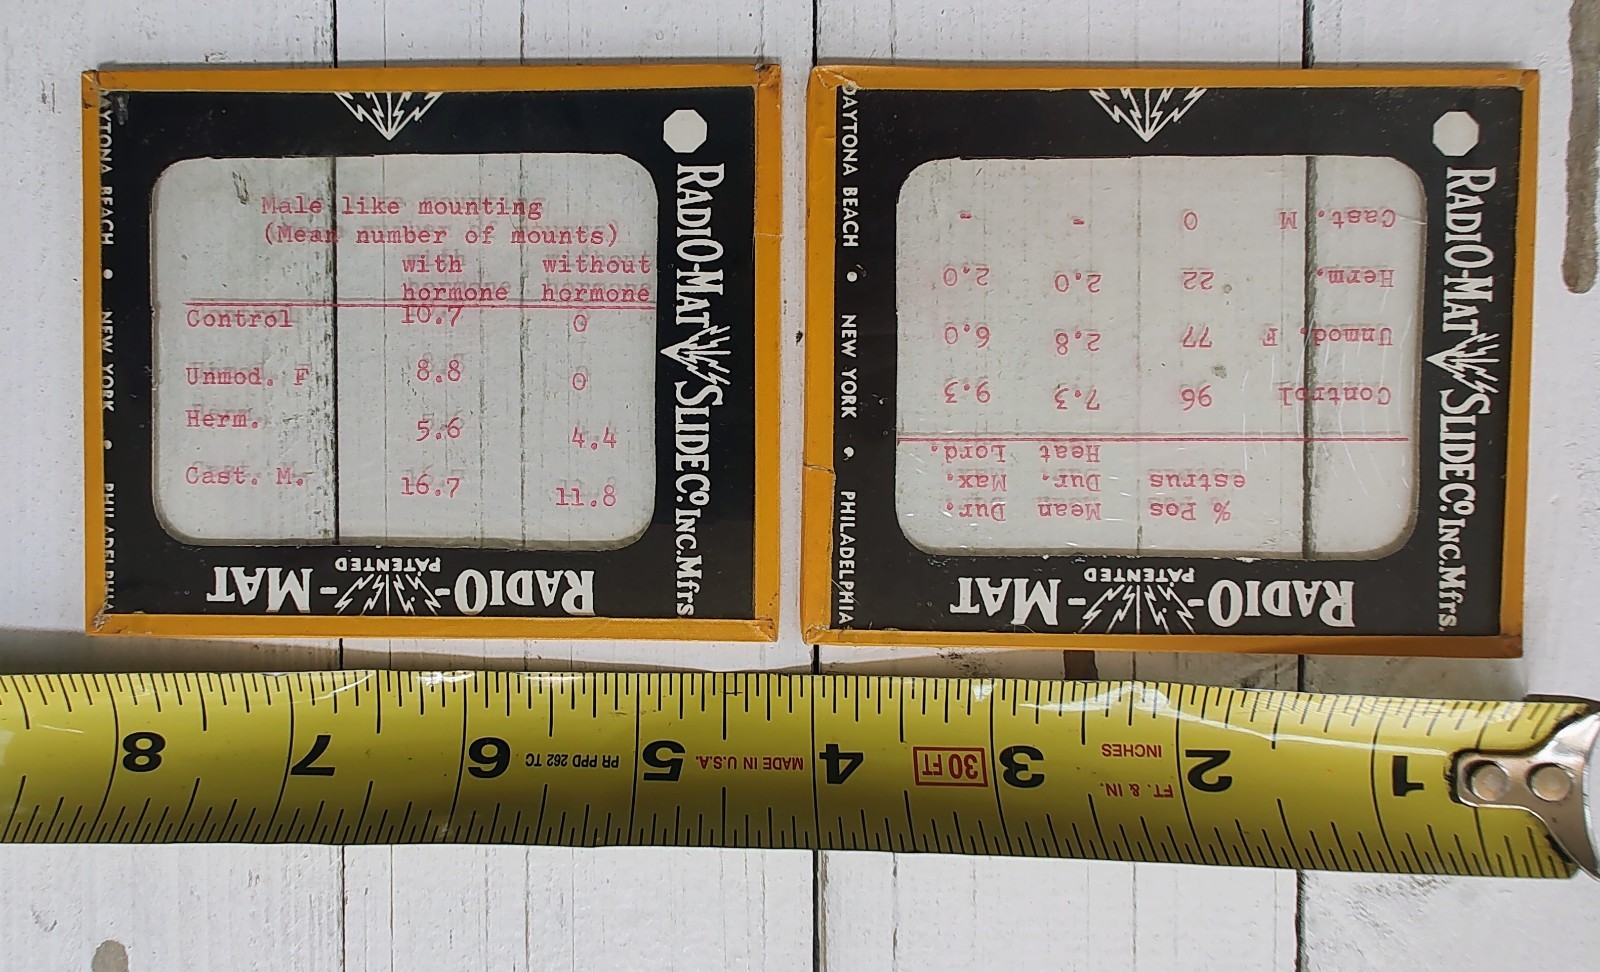 Male like mounting
(Mean number of mounts)
with without
hormone hormone
Control 10.7 0
Unmod. F 8.8 0
Herm. 5.6 4.4
Cast. M. 16.7 11.8
AYTONA BEACH • NEW YORK • PHILADELPHIA
RADIO-MAT SLIDE CO. INC. Mfrs
RADIO-MAT
PATENTED
% Pos Mean Dur.
estrus Dur. Max.
Heat Lord.
Control 96 7.3 9.3
Unmod. F 77 2.8 6.0
Herm. 22 2.0 2.0
Cast. M 0 - -
DAYTONA BEACH • NEW YORK • PHILADELPHIA
RADIO-MAT SLIDE CO. INC. Mfrs.
RADIO-MAT
PATENTED
1 2 3 4 5 6 7 8
FT. & IN. INCHES
30 FT
MADE IN U.S.A.
PR PPD 262 TC